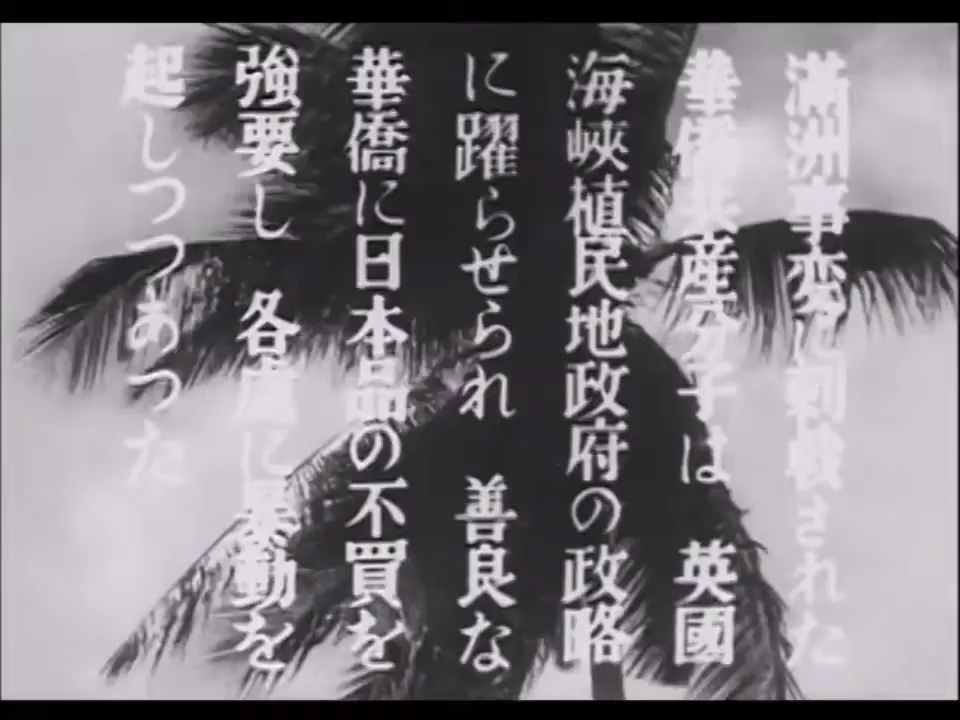 満洲事変に刺戟された
華僑共産分子は　英國
海峽植民地政府の政略
に躍らせられ　善良な
華僑に日本品の不買を
強要し　各處に暴動を
起しつつあつた